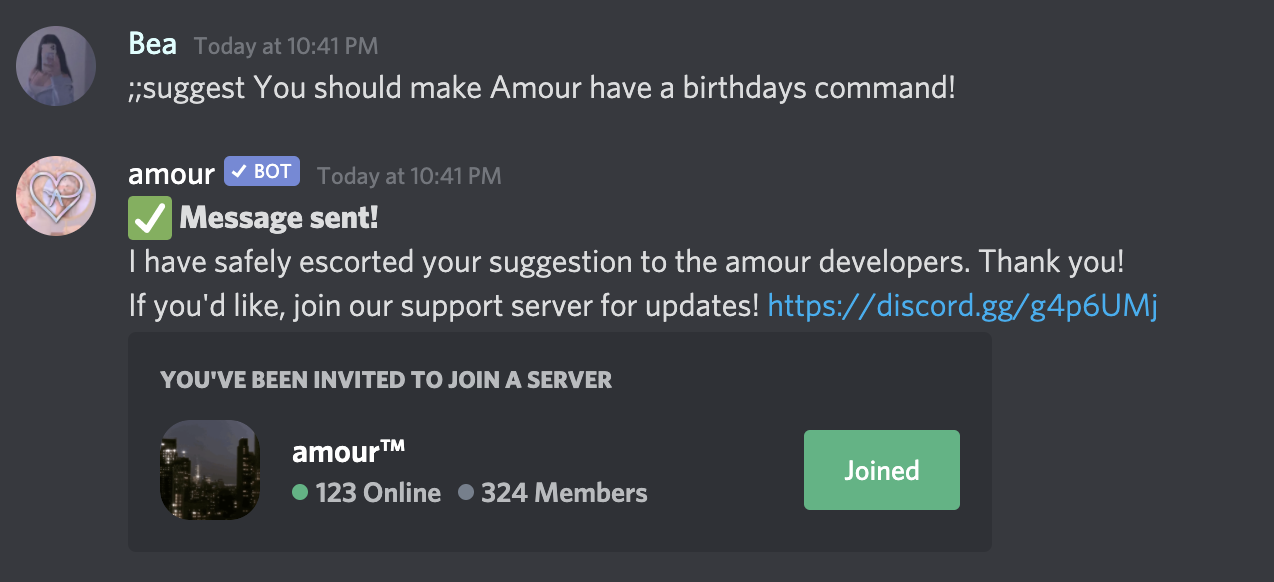 Bea Today at 10:41 PM
;;suggest You should make Amour have a birthdays command!
amour ✓ BOT Today at 10:41 PM
✅ Message sent!
I have safely escorted your suggestion to the amour developers. Thank you!
If you'd like, join our support server for updates! https://discord.gg/g4p6UMj
YOU'VE BEEN INVITED TO JOIN A SERVER
amour™
123 Online 324 Members
Joined